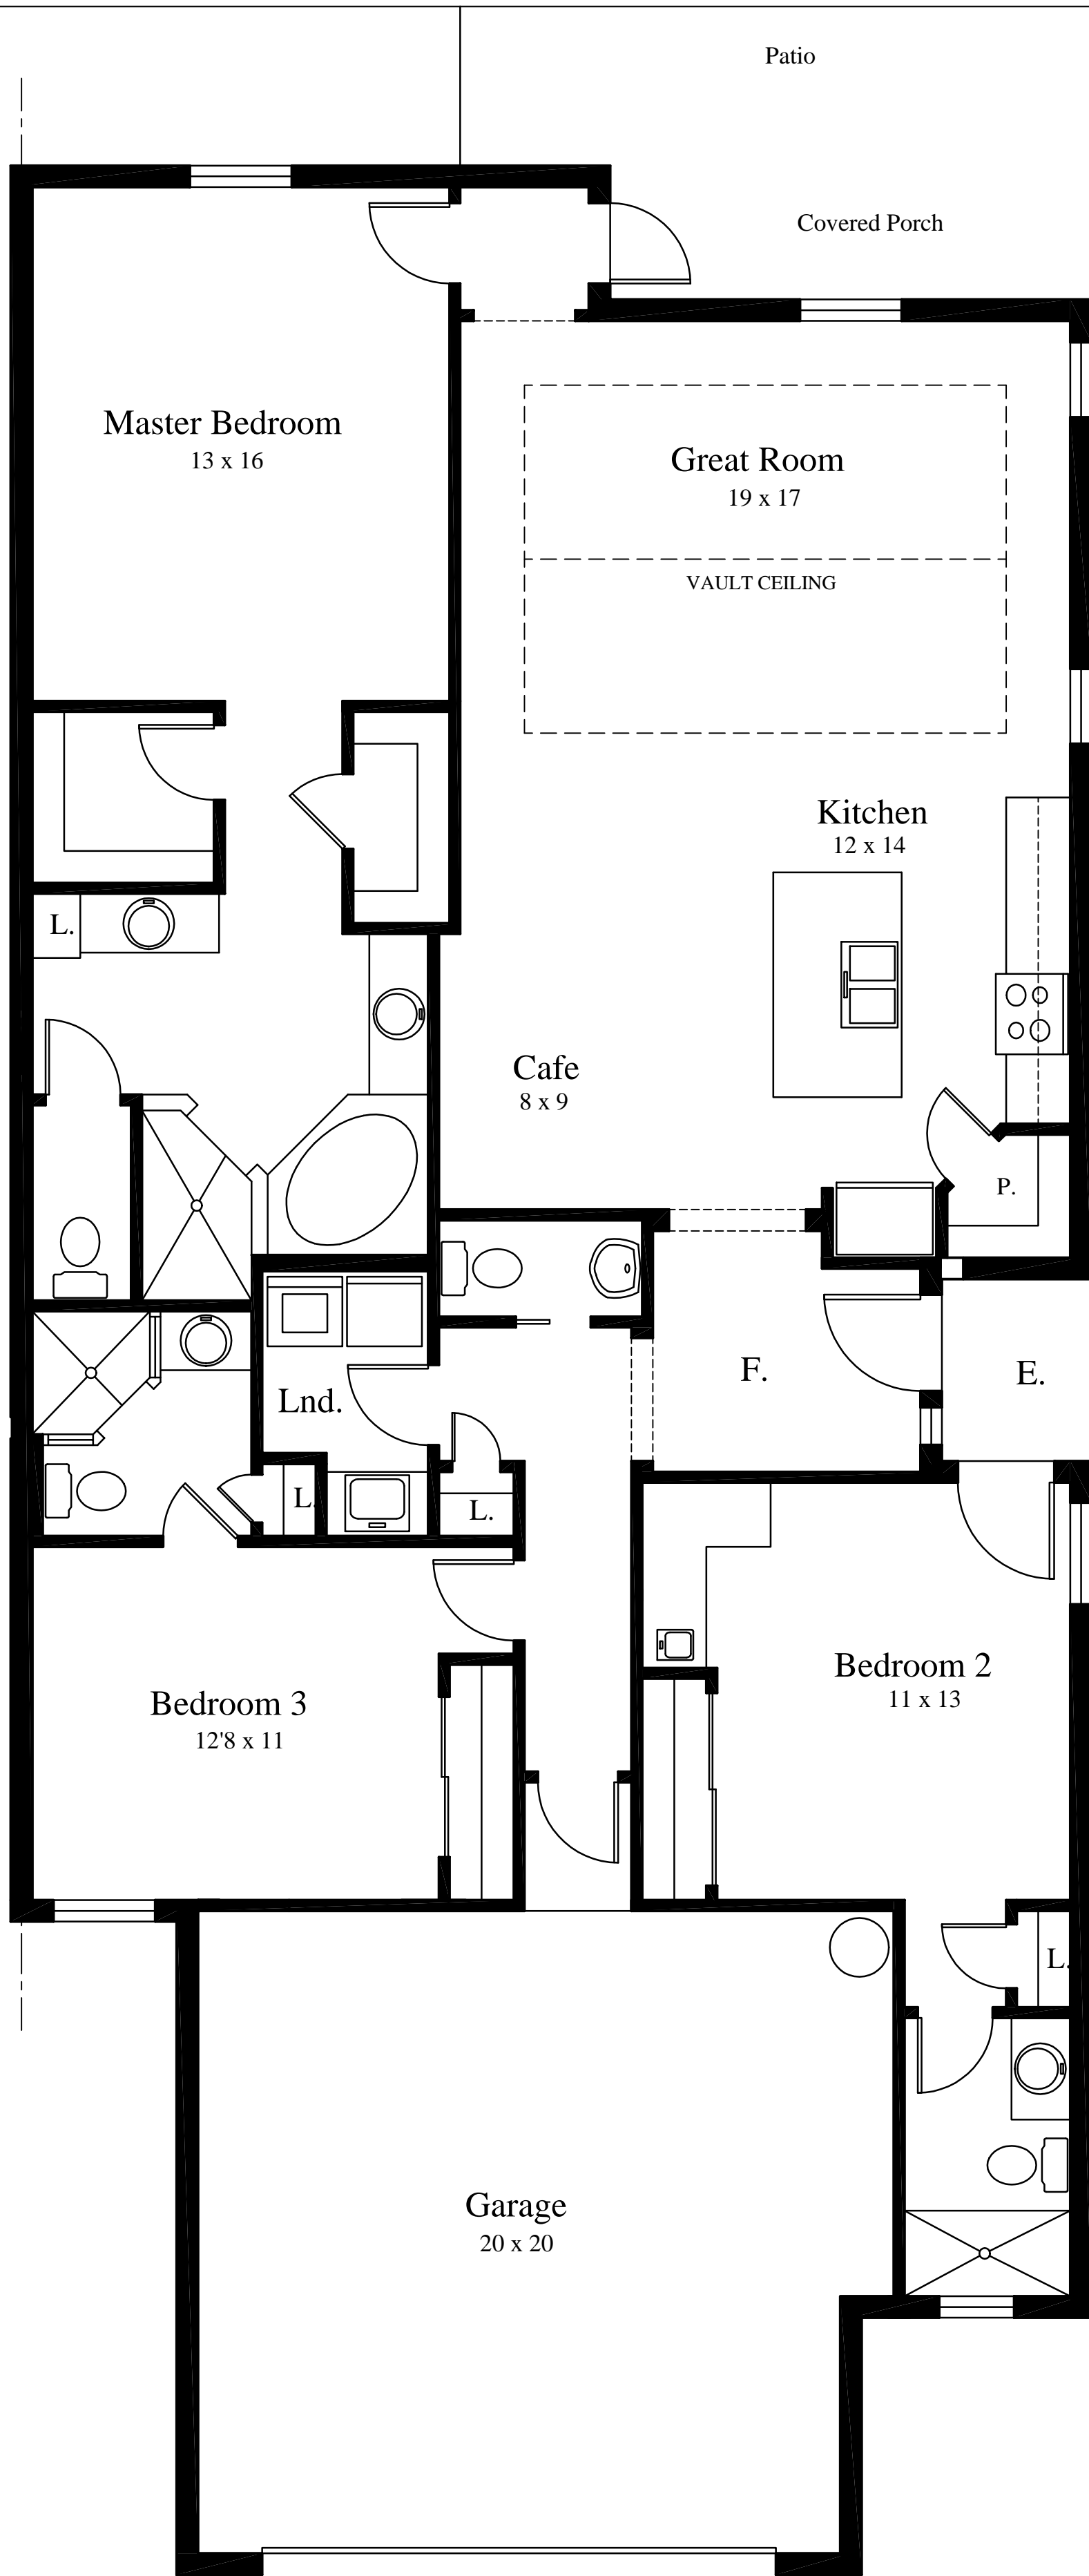 Patio
Covered Porch
Master Bedroom
13 x 16
Great Room
19 x 17
VAULT CEILING
Kitchen
12 x 14
L.
Cafe
8 x 9
P.
F.
E.
Lnd.
L.
L.
Bedroom 2
11 x 13
Bedroom 3
12'8 x 11
L.
Garage
20 x 20